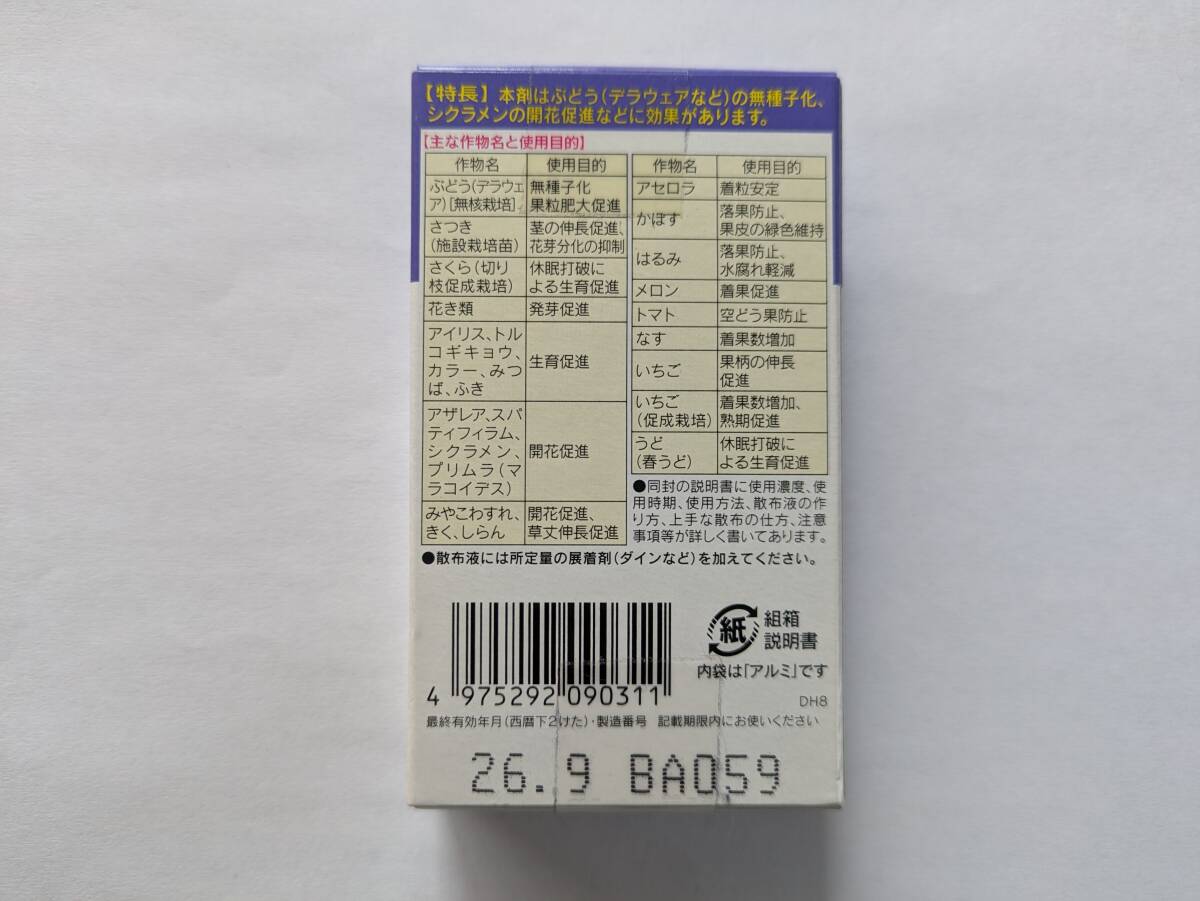 【特長】本剤はぶどう(デラウェアなど)の無種子化、
シクラメンの開花促進などに効果があります。
【主な作物名と使用目的】
作物名 使用目的
ぶどう(デラウェ
ア)[無核栽培]
無種子化
果粒肥大促進
さつき
(施設栽培苗)
茎の伸長促進、
花芽分化の抑制
さくら(切り
枝促成栽培)
休眠打破に
よる生育促進
花き類 発芽促進
アイリス、トル
コギキョウ、
カラー、みつ
ば、ふき
生育促進
アザレア、スパ
ティフィラム、
シクラメン、
プリムラ(マ
ラコイデス)
開花促進
みやこわすれ、
きく、しらん
開花促進、
草丈伸長促進
作物名 使用目的
アセロラ 着粒安定
かぼす
落果防止、
果皮の緑色維持
はるみ
落果防止、
水腐れ軽減
メロン 着果促進
トマト 空どう果防止
なす 着果数増加
いちご
果柄の伸長
促進
いちご
(促成栽培)
着果数増加、
熟期促進
うど
(春うど)
休眠打破に
よる生育促進
●同封の説明書に使用濃度、使
用時期、使用方法、散布液の作
り方、上手な散布の仕方、注意
事項等が詳しく書いてあります。
●散布液には所定量の展着剤(ダインなど)を加えてください。
4 975292 090311
紙
組箱
説明書
内袋は「アルミ」です
DH8
最終有効年月(西暦下2けた)・製造番号 記載期限内にお使いください
26.9 BA059